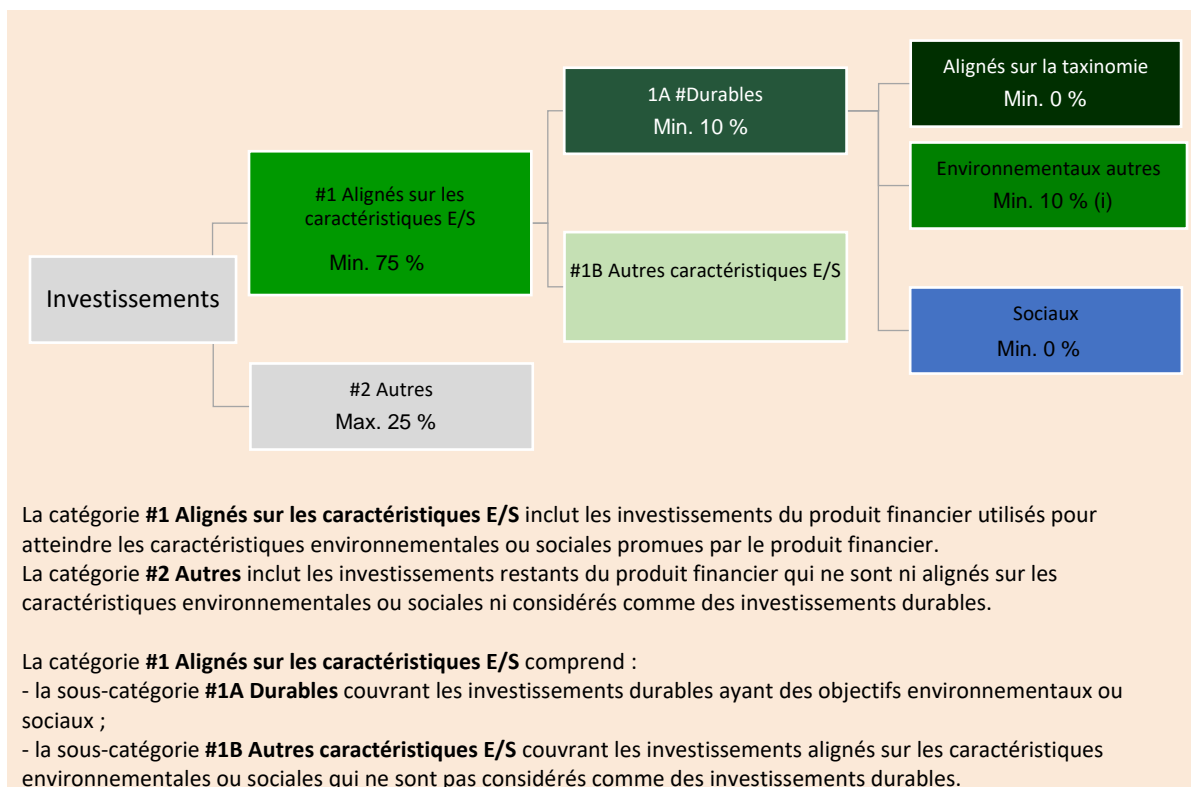 Investissements
#1 Alignés sur les
caractéristiques E/S
Min. 75 %
#2 Autres
Max. 25 %
1A #Durables
Min. 10 %
#1B Autres caractéristiques E/S
Alignés sur la taxinomie
Min. 0 %
Environnementaux autres
Min. 10 % (i)
Sociaux
Min. 0 %
La catégorie #1 Alignés sur les caractéristiques E/S inclut les investissements du produit financier utilisés pour
atteindre les caractéristiques environnementales ou sociales promues par le produit financier.
La catégorie #2 Autres inclut les investissements restants du produit financier qui ne sont ni alignés sur les
caractéristiques environnementales ou sociales ni considérés comme des investissements durables.
La catégorie #1 Alignés sur les caractéristiques E/S comprend :
- la sous-catégorie #1A Durables couvrant les investissements durables ayant des objectifs environnementaux ou
sociaux ;
- la sous-catégorie #1B Autres caractéristiques E/S couvrant les investissements alignés sur les caractéristiques
environnementales ou sociales qui ne sont pas considérés comme des investissements durables.